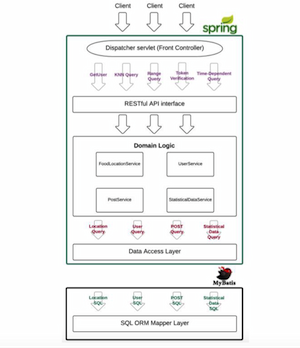 Client Client Client
spring
Dispatcher servlet (Front Controller)
GetUser KNN Query Range Query Token Verification Time-Dependent Query
RESTful API interface
Domain Logic
FoodLocationService UserService
PostService StatisticalDataService
Location Query User Query POST Query Statistical Data Query
Data Access Layer
MyBatis
Location SQL User SQL POST SQL Statistical Data SQL
SQL ORM Mapper Layer